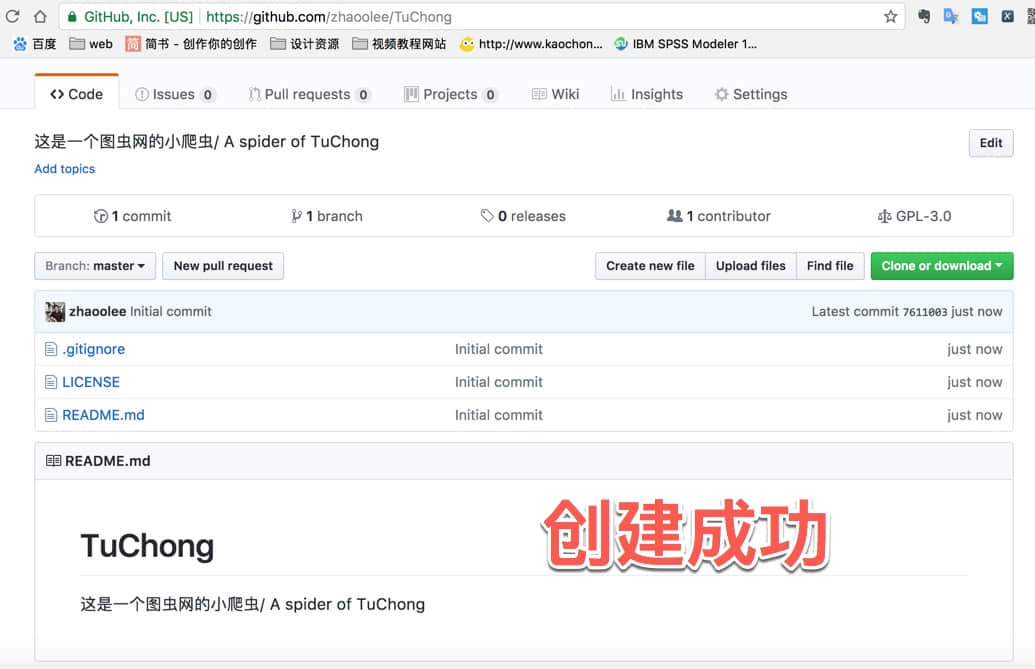 GitHub, Inc. [US] https://github.com/zhaoolee/TuChong
百度 web 简 简书 - 创作你的创作 设计资源 视频教程网站 http://www.kaochon... IBM SPSS Modeler 1...
Code Issues 0 Pull requests 0 Projects 0 Wiki Insights Settings
这是一个图虫网的小爬虫/ A spider of TuChong Edit
Add topics
1 commit 1 branch 0 releases 1 contributor GPL-3.0
Branch: master New pull request Create new file Upload files Find file Clone or download
zhaoolee Initial commit Latest commit 7611003 just now
.gitignore Initial commit just now
LICENSE Initial commit just now
README.md Initial commit just now
README.md
创建成功
TuChong
这是一个图虫网的小爬虫/ A spider of TuChong